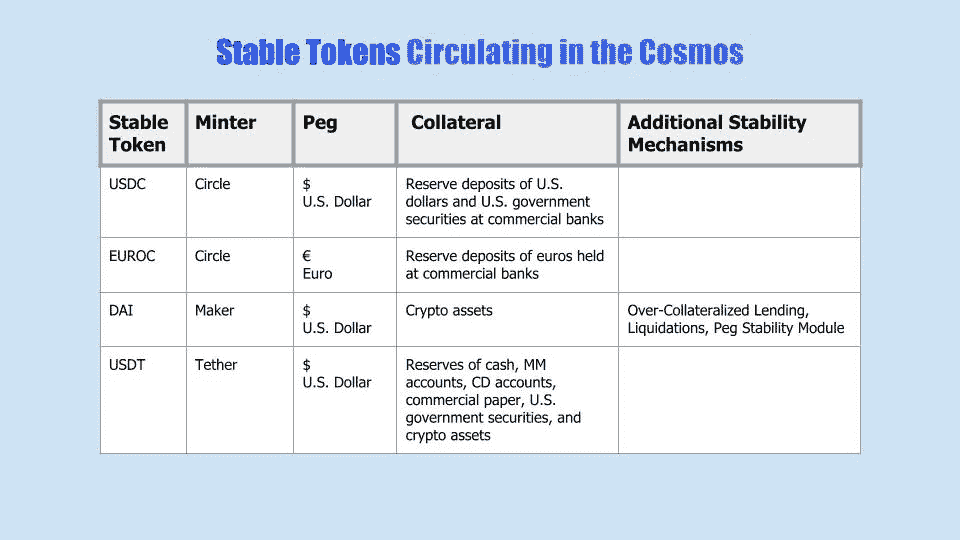 Stable Tokens Circulating in the Cosmos
Stable
Token
Minter
Peg
Collateral
Additional Stability
Mechanisms
USDC
Circle
$
U.S. Dollar
Reserve deposits of U.S.
dollars and U.S. government
securities at commercial banks
EUROC
Circle
€
Euro
Reserve deposits of euros held
at commercial banks
DAI
Maker
$
U.S. Dollar
Crypto assets
Over-Collateralized Lending,
Liquidations, Peg Stability Module
USDT
Tether
$
U.S. Dollar
Reserves of cash, MM
accounts, CD accounts,
commercial paper, U.S.
government securities, and
crypto assets